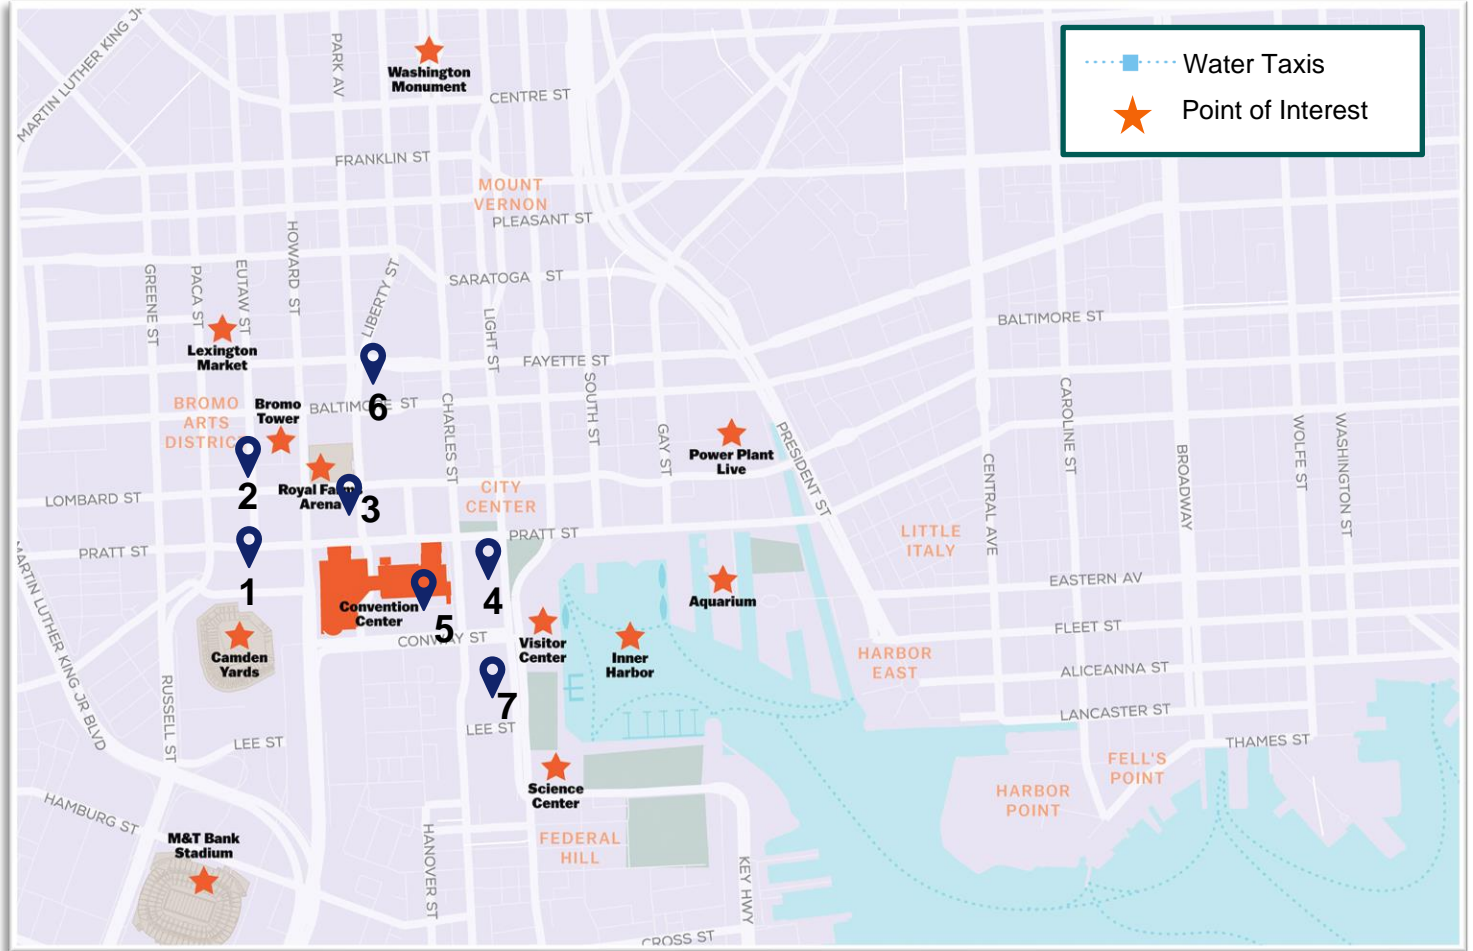 Water Taxis
Point of Interest
MARTIN LUTHER KING JR
PARK AV
Washington
Monument
CENTRE ST
FRANKLIN ST
MOUNT
VERNON
PLEASANT ST
HOWARD ST
SARATOGA ST
GREENE ST
PACA ST
EUTAW ST
LIBERTY ST
LIGHT ST
BALTIMORE ST
Lexington
Market
FAYETTE ST
6
BROMO
ARTS
DISTRICT
Bromo
Tower
BALTIMORE ST
CHARLES ST
SOUTH ST
GAY ST
Power Plant
Live
PRESIDENT ST
CAROLINE ST
CENTRAL AVE
BROADWAY
WOLFE ST
WASHINGTON ST
2
LOMBARD ST
Royal Farms
Arena
3
CITY
CENTER
PRATT ST
PRATT ST
LITTLE
ITALY
1
4
5
Convention
Center
CONWAY ST
Aquarium
EASTERN AV
FLEET ST
Camden
Yards
Visitor
Center
Inner
Harbor
HARBOR
EAST
ALICEANNA ST
LANCASTER ST
THAMES ST
MARTIN LUTHER KING JR BLVD
RUSSELL ST
LEE ST
7
LEE ST
FELL'S
POINT
HARBOR
POINT
Science
Center
HAMBURG ST
M&T Bank
Stadium
HANOVER ST
FEDERAL
HILL
KEY HWY
CROSS ST